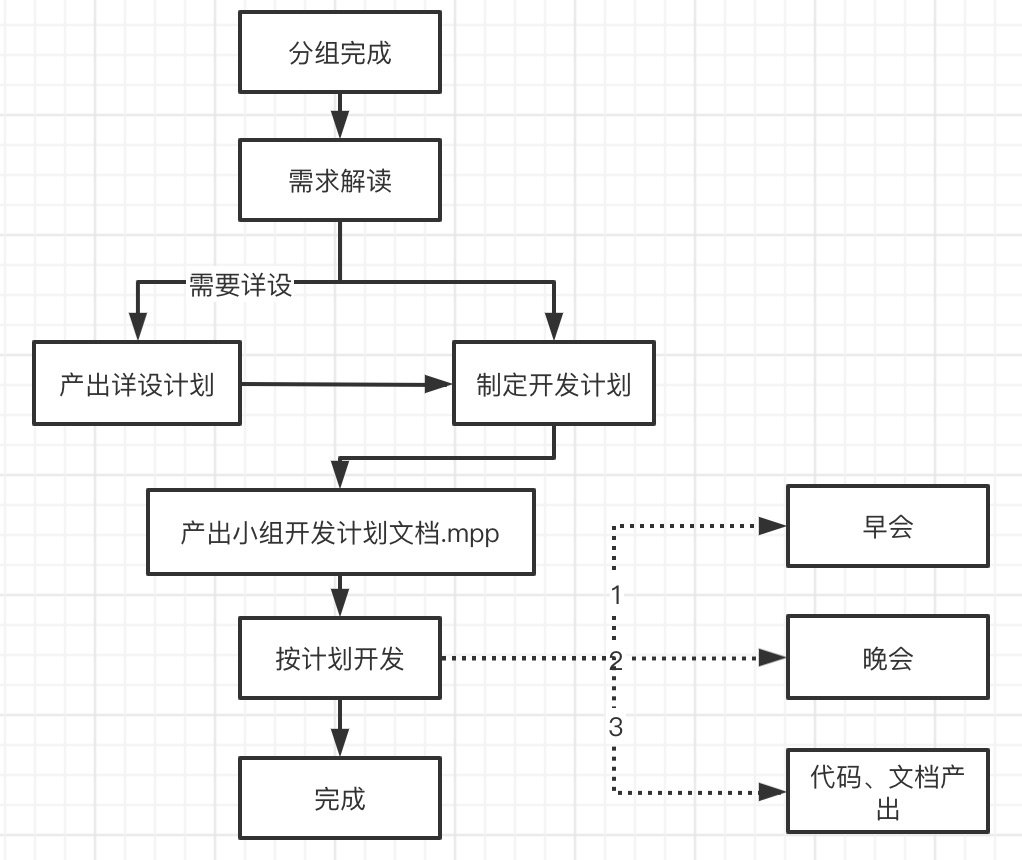 分组完成
需求解读
需要详设
产出详设计划
制定开发计划
产出小组开发计划文档.mpp
早会
1
按计划开发
2
晚会
3
完成
代码、文档产
出